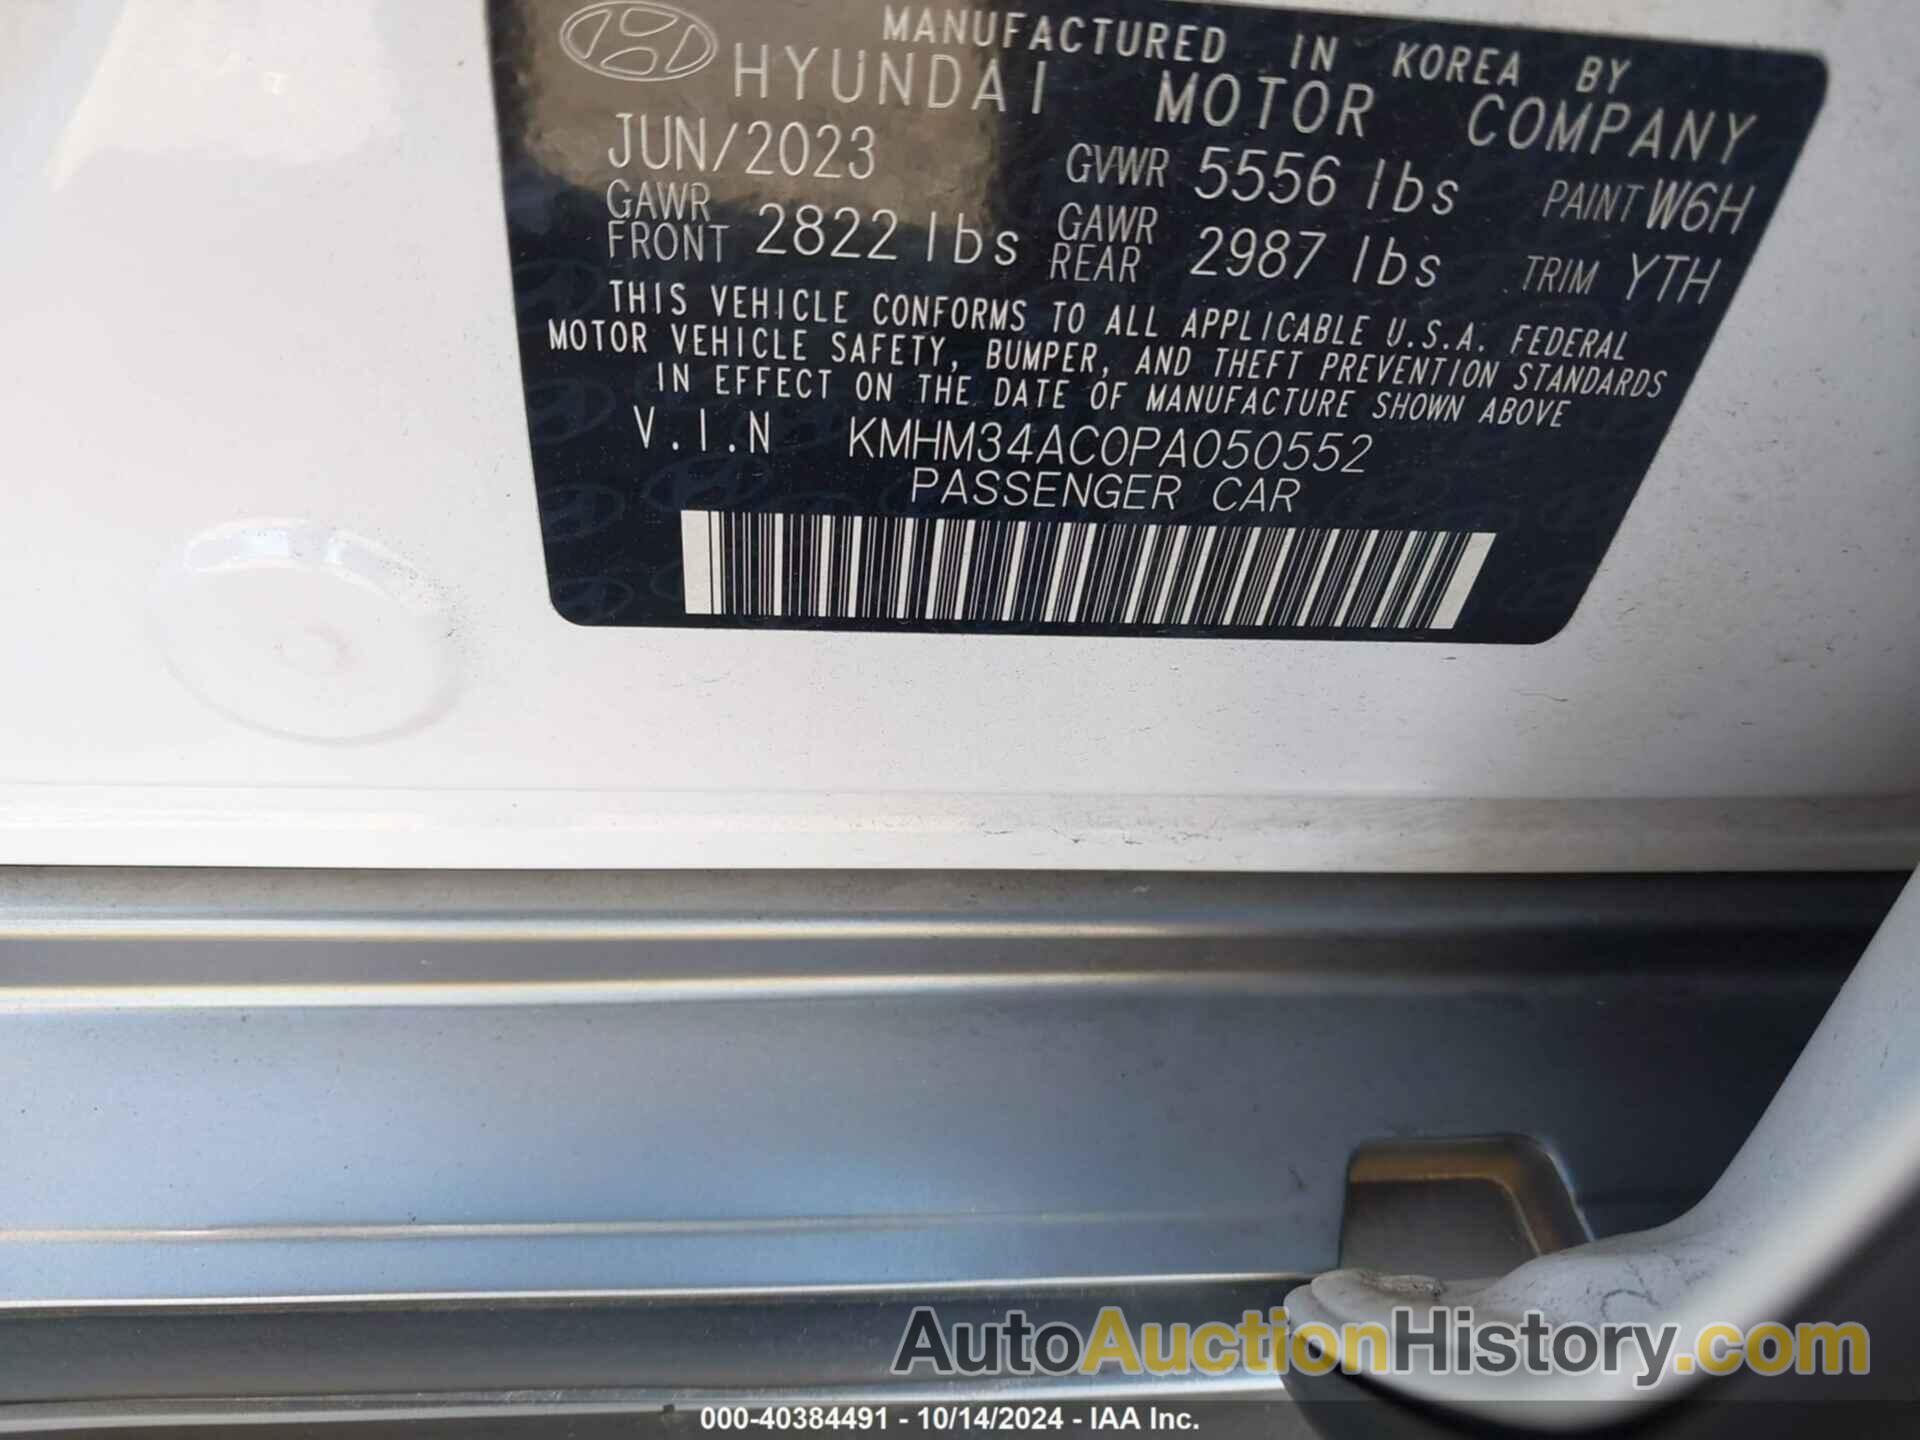 MANUFACTURED IN KOREA BY
HYUNDAI MOTOR COMPANY
JUN/2023 GVWR 5556 lbs PAINT W6H
GAWR FRONT 2822 lbs GAWR REAR 2987 lbs TRIM YTH
THIS VEHICLE CONFORMS TO ALL APPLICABLE U.S.A. FEDERAL
MOTOR VEHICLE SAFETY, BUMPER, AND THEFT PREVENTION STANDARDS
IN EFFECT ON THE DATE OF MANUFACTURE SHOWN ABOVE
V.I.N KMHM34AC0PA050552
PASSENGER CAR
AutoAuctionHistory.com
000-40384491 - 10/14/2024 - IAA Inc.